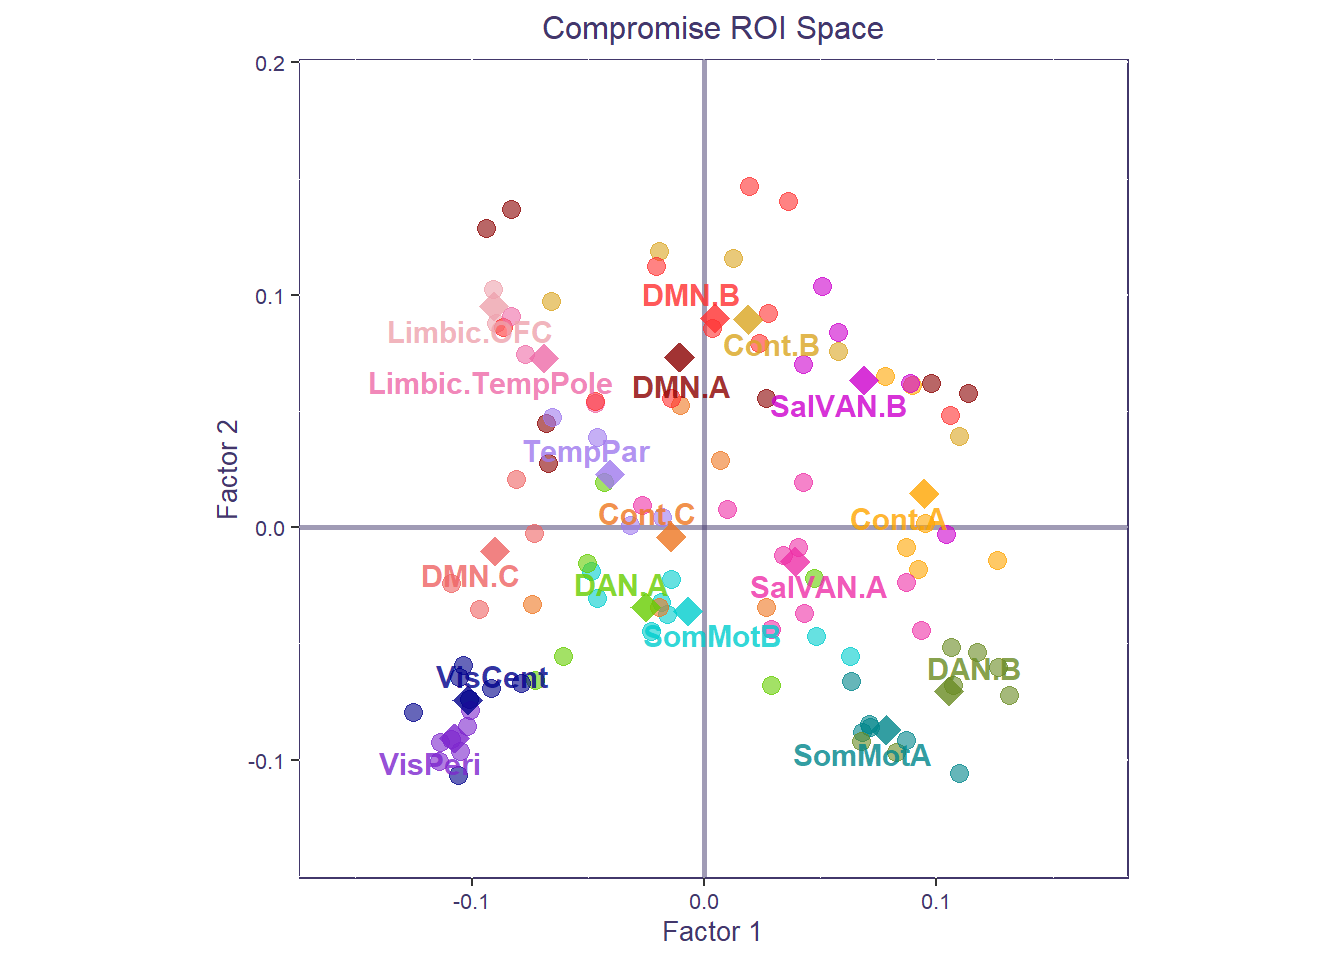 Compromise ROI Space
0.2
0.1
0.0
-0.1
Factor 2
DMN.B
Limbic.OFC
Cont.B
Limbic.TempPole
DMN.A
SalVAN.B
TempPar
Cont.C
Cont.A
DMN.C
DAN.A
SalVAN.A
SomMotB
DAN.B
VisCent
SomMotA
VisPeri
-0.1
0.0
0.1
Factor 1